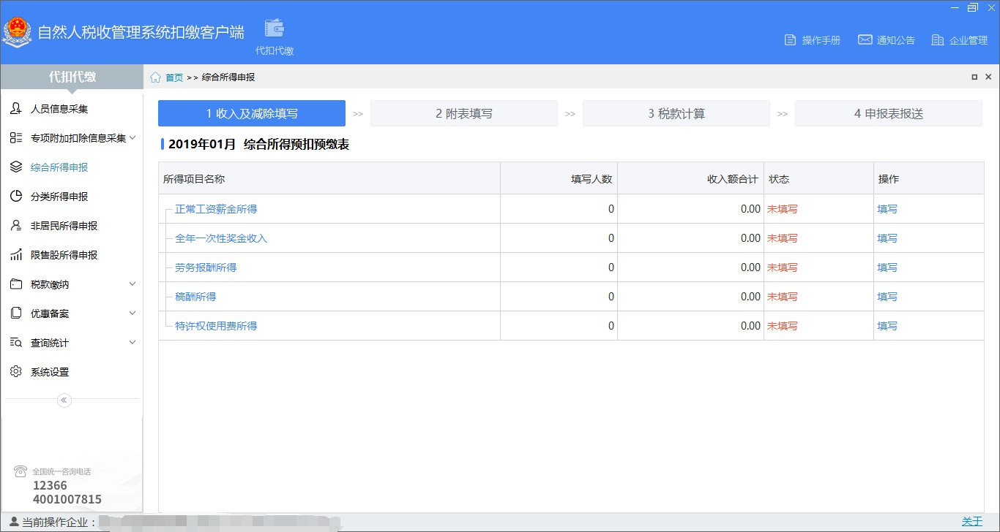 自然人税收管理系统扣缴客户端
代扣代缴
操作手册 通知公告 企业管理
代扣代缴
首页 >> 综合所得申报
人员信息采集
专项附加扣除信息采集
综合所得申报
分类所得申报
非居民所得申报
限售股所得申报
税款缴纳
优惠备案
查询统计
系统设置
全国统一咨询电话
12366
4001007815
1 收入及减除填写 >> 2 附表填写 >> 3 税款计算 >> 4 申报表报送
2019年01月 综合所得预扣预缴表
所得项目名称 填写人数 收入额合计 状态 操作
正常工资薪金所得 0 0.00 未填写 填写
全年一次性奖金收入 0 0.00 未填写 填写
劳务报酬所得 0 0.00 未填写 填写
稿酬所得 0 0.00 未填写 填写
特许权使用费所得 0 0.00 未填写 填写
当前操作企业：
关于